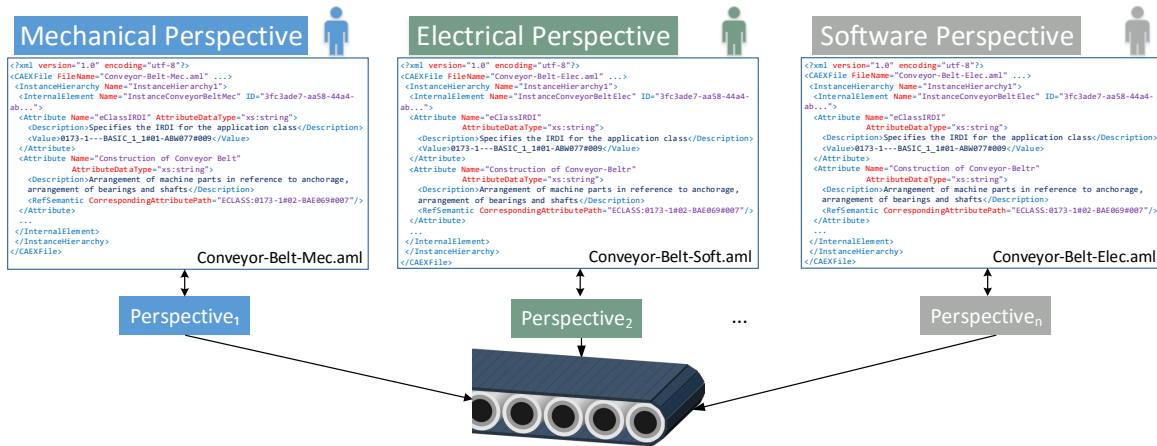 Mechanical Perspective
<?xml version="1.0" encoding="utf-8"?>
<CAEXFile FileName="Conveyor-Belt-Mec.aml" ...>
<InstanceHierarchy Name="InstanceHierarchy1">
<InternalElement Name="InstanceConveyorBeltMec" ID="3fc3ade7-aa58-44a4-
ab...">
<Attribute Name="eClassIRDI" AttributeDataType="xs:string">
<Description>Specifies the IRDI for the application class</Description>
<Value>0173-1---BASIC_1_1#01-ABW077#009</Value>
</Attribute>
<Attribute Name="Construction of Conveyor Belt"
AttributeDataType="xs:string">
<Description>Arrangement of machine parts in reference to anchorage,
arrangement of bearings and shafts</Description>
<RefSemantic CorrespondingAttributePath="ECLASS:0173-1#02-BAE069#007"/>
</Attribute>
...
</InternalElement>
</InstanceHierarchy>
</CAEXFile>
Conveyor-Belt-Mec.aml
Electrical Perspective
<?xml version="1.0" encoding="utf-8"?>
<CAEXFile FileName="Conveyor-Belt-Elec.aml" ...>
<InstanceHierarchy Name="InstanceHierarchy1">
<InternalElement Name="InstanceConveyorBeltElec" ID="3fc3ade7-aa58-44a4-
ab...">
<Attribute Name="eClassIRDI"
AttributeDataType="xs:string">
<Description>Specifies the IRDI for the application class</Description>
<Value>0173-1---BASIC_1_1#01-ABW077#009</Value>
</Attribute>
<Attribute Name="Construction of Conveyor-Beltr"
AttributeDataType="xs:string">
<Description>Arrangement of machine parts in reference to anchorage,
arrangement of bearings and shafts</Description>
<RefSemantic CorrespondingAttributePath="ECLASS:0173-1#02-BAE069#007"/>
</Attribute>
...
</InternalElement>
</InstanceHierarchy>
</CAEXFile>
Conveyor-Belt-Soft.aml
Software Perspective
<?xml version="1.0" encoding="utf-8"?>
<CAEXFile FileName="Conveyor-Belt-Elec.aml" ...>
<InstanceHierarchy Name="InstanceHierarchy1">
<InternalElement Name="InstanceConveyorBeltElec" ID="3fc3ade7-aa58-44a4-
ab...">
<Attribute Name="eClassIRDI"
AttributeDataType="xs:string">
<Description>Specifies the IRDI for the application class</Description>
<Value>0173-1---BASIC_1_1#01-ABW077#009</Value>
</Attribute>
<Attribute Name="Construction of Conveyor-Beltr"
AttributeDataType="xs:string">
<Description>Arrangement of machine parts in reference to anchorage,
arrangement of bearings and shafts</Description>
<RefSemantic CorrespondingAttributePath="ECLASS:0173-1#02-BAE069#007"/>
</Attribute>
...
</InternalElement>
</InstanceHierarchy>
</CAEXFile>
Conveyor-Belt-Elec.aml
Perspective₁
Perspective₂
...
Perspectiveₙ